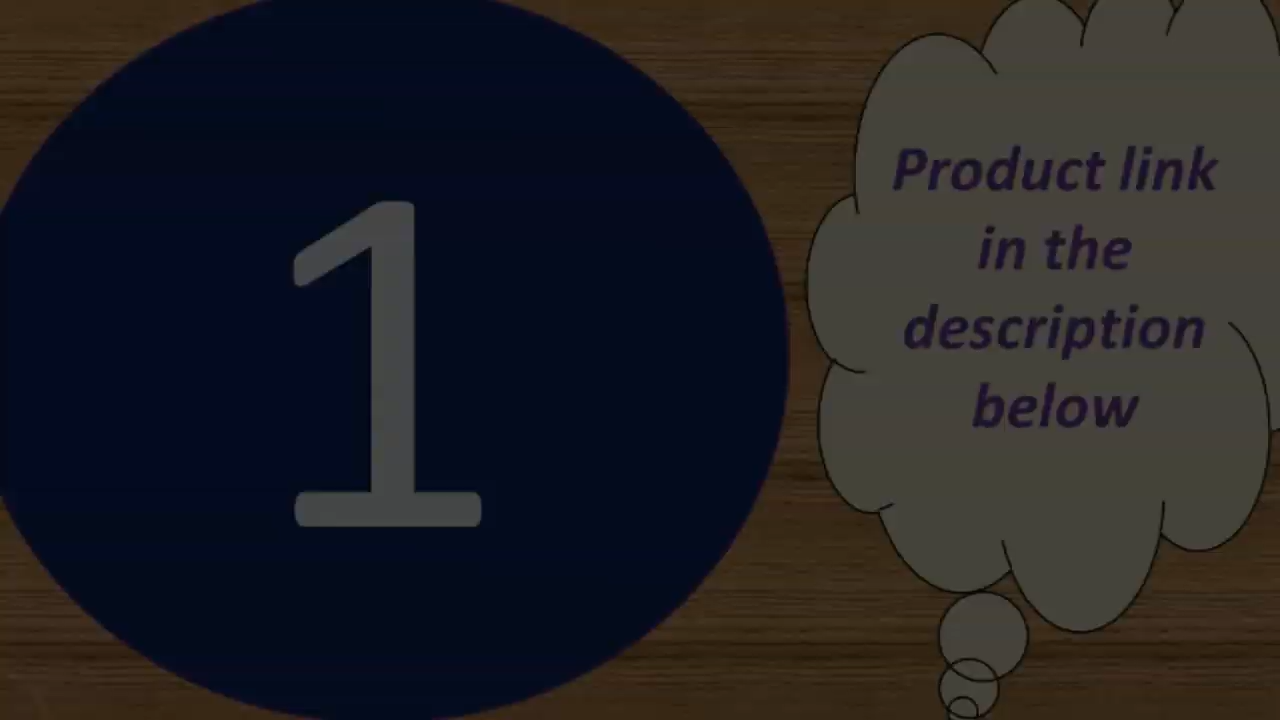 1
Product link
in the
description
below